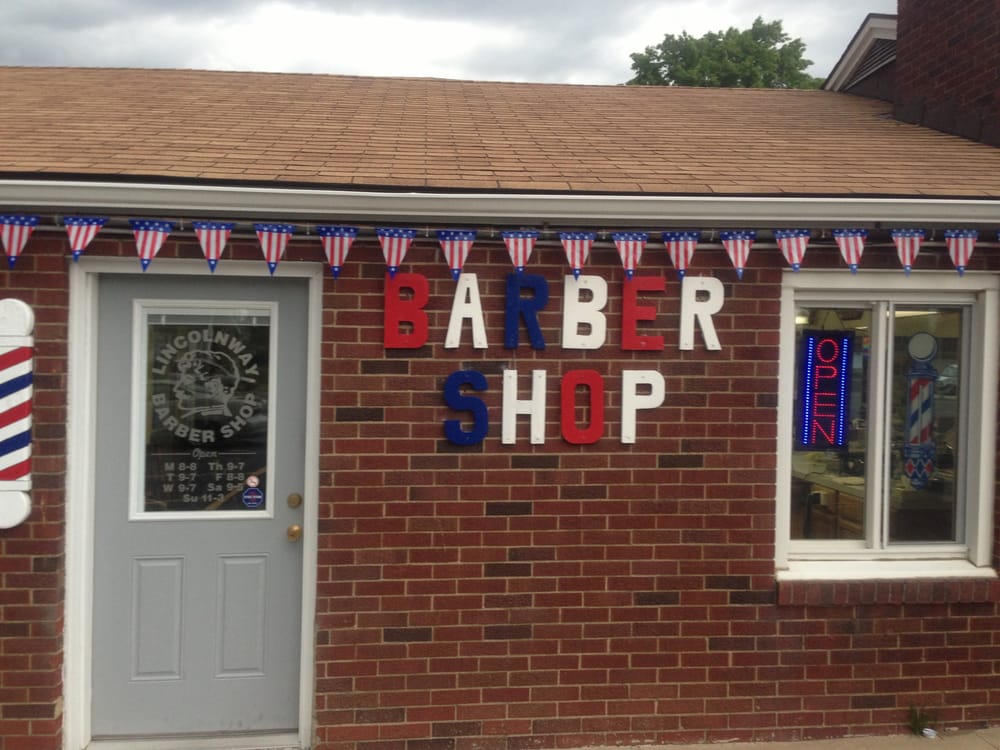 BARBER
SHOP
LINCOLNWAY
BARBER SHOP
Open
M 8-8 Th 9-7
T 9-7 F 8-8
W 9-7 Sa 9-5
Su 11-3
OPEN